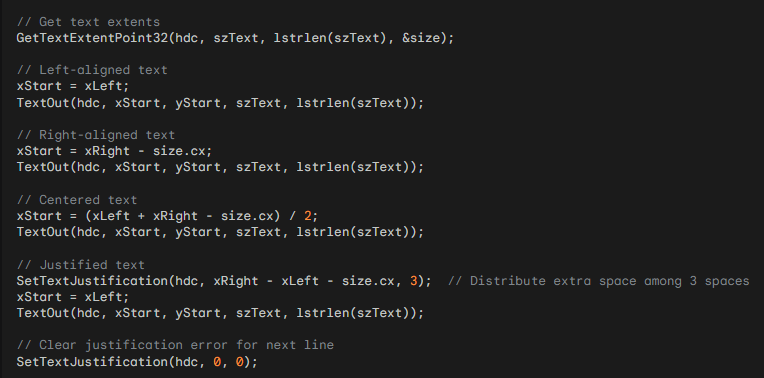 // Get text extents
GetTextExtentPoint32(hdc, szText, lstrlen(szText), &size);
// Left-aligned text
xStart = xLeft;
TextOut(hdc, xStart, yStart, szText, lstrlen(szText));
// Right-aligned text
xStart = xRight - size.cx;
TextOut(hdc, xStart, yStart, szText, lstrlen(szText));
// Centered text
xStart = (xLeft + xRight - size.cx) / 2;
TextOut(hdc, xStart, yStart, szText, lstrlen(szText));
// Justified text
SetTextJustification(hdc, xRight - xLeft - size.cx, 3);  // Distribute extra space among 3 spaces
xStart = xLeft;
TextOut(hdc, xStart, yStart, szText, lstrlen(szText));
// Clear justification error for next line
SetTextJustification(hdc, 0, 0);